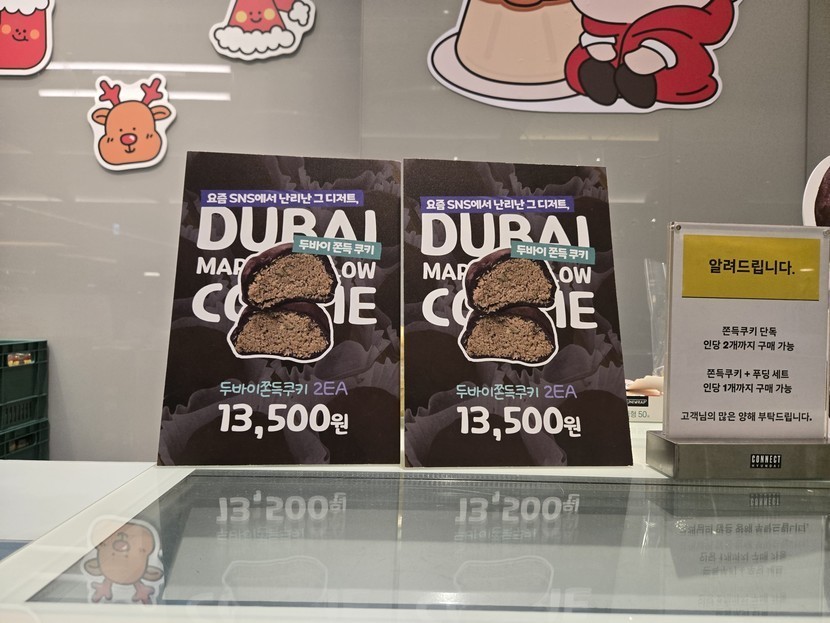 요즘 SNS에서 난리난 그 디저트,
DUBAI
두바이 쫀득 쿠키
두바이쫀득쿠키 2EA
13,500원
요즘 SNS에서 난리난 그 디저트,
DUBAI
두바이 쫀득 쿠키
두바이쫀득쿠키 2EA
13,500원
알려드립니다.
쫀득쿠키 단독
인당 2개까지 구매 가능
쫀득쿠키 + 푸딩 세트
인당 1개까지 구매 가능
고객님의 많은 양해 부탁드립니다.
CONNECT